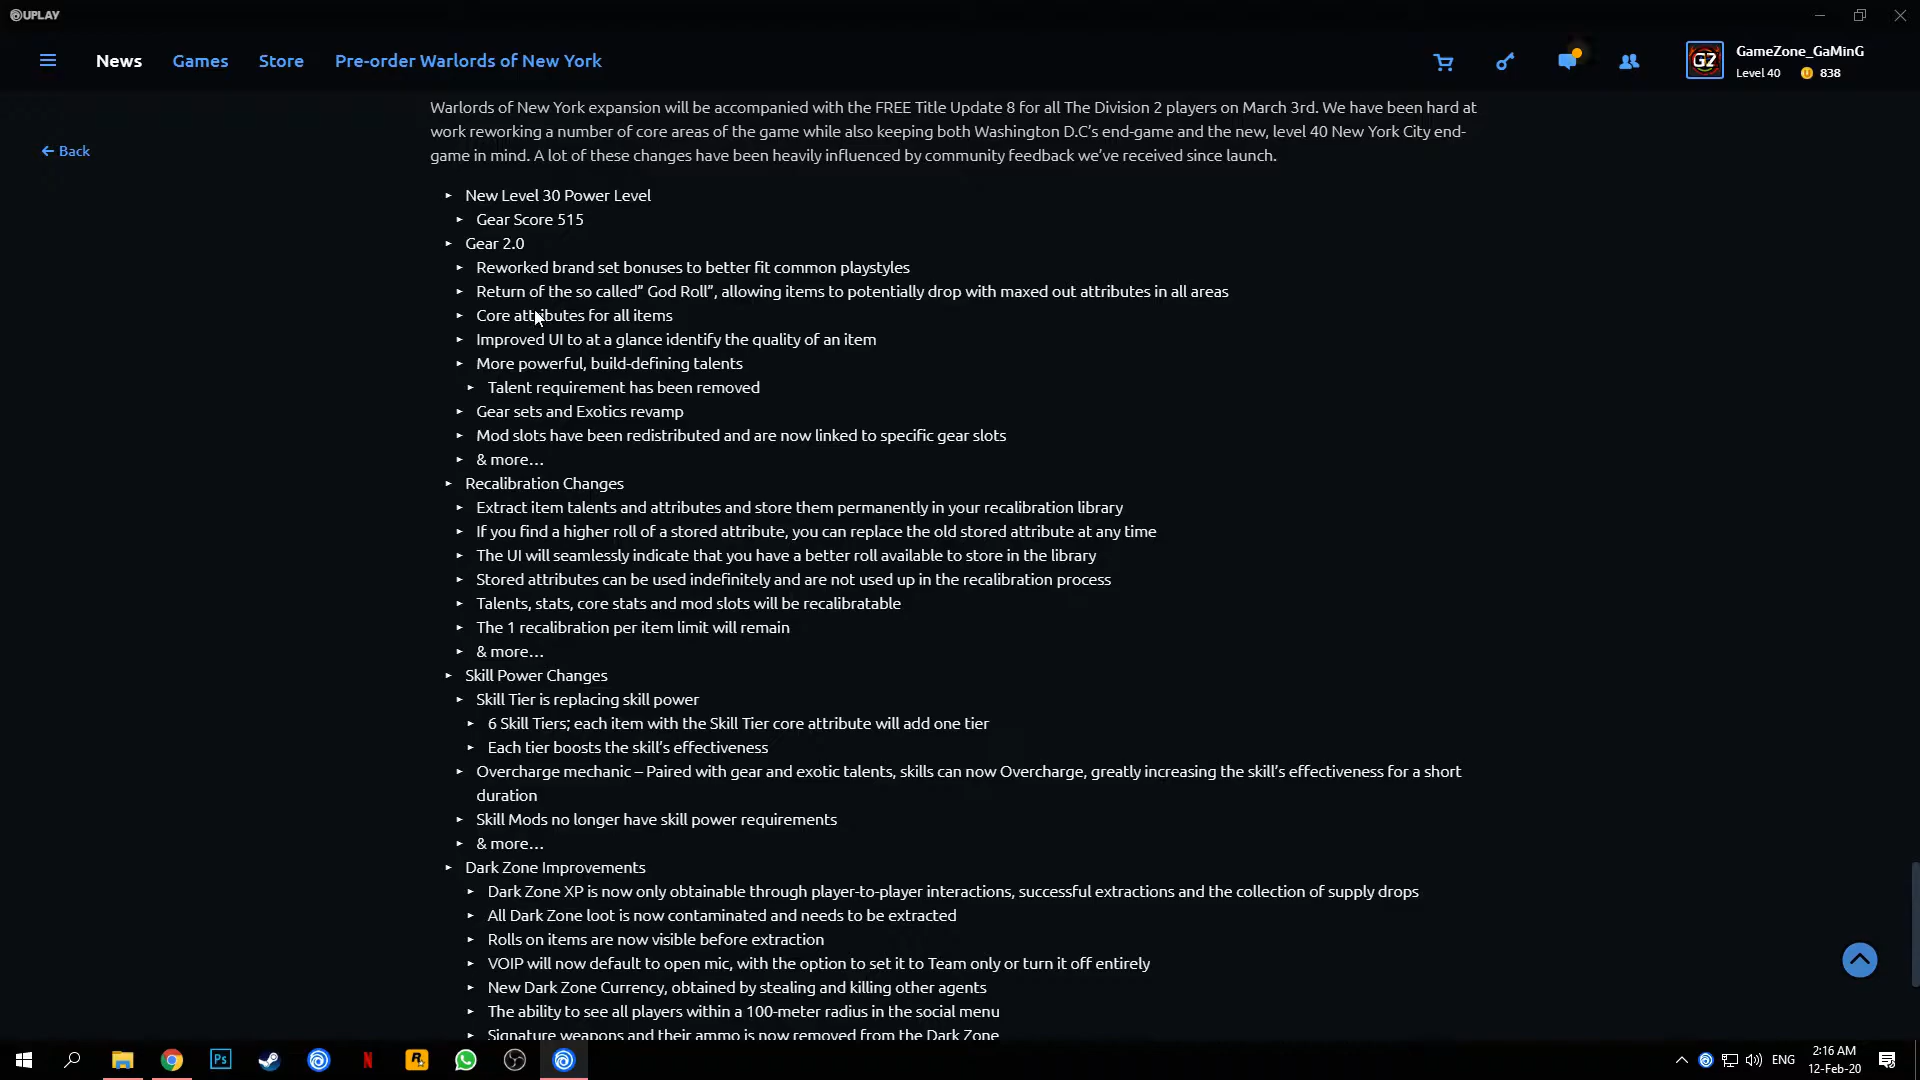 UPLAY
News Games Store Pre-order Warlords of New York
GameZone_GaMinG
Level 40 838
Back
Warlords of New York expansion will be accompanied with the FREE Title Update 8 for all The Division 2 players on March 3rd. We have been hard at
work reworking a number of core areas of the game while also keeping both Washington D.C's end-game and the new, level 40 New York City end-
game in mind. A lot of these changes have been heavily influenced by community feedback we've received since launch.
New Level 30 Power Level
Gear Score 515
Gear 2.0
Reworked brand set bonuses to better fit common playstyles
Return of the so called" God Roll", allowing items to potentially drop with maxed out attributes in all areas
Core attributes for all items
Improved UI to at a glance identify the quality of an item
More powerful, build-defining talents
Talent requirement has been removed
Gear sets and Exotics revamp
Mod slots have been redistributed and are now linked to specific gear slots
& more...
Recalibration Changes
Extract item talents and attributes and store them permanently in your recalibration library
If you find a higher roll of a stored attribute, you can replace the old stored attribute at any time
The UI will seamlessly indicate that you have a better roll available to store in the library
Stored attributes can be used indefinitely and are not used up in the recalibration process
Talents, stats, core stats and mod slots will be recalibratable
The 1 recalibration per item limit will remain
& more...
Skill Power Changes
Skill Tier is replacing skill power
6 Skill Tiers; each item with the Skill Tier core attribute will add one tier
Each tier boosts the skill's effectiveness
Overcharge mechanic – Paired with gear and exotic talents, skills can now Overcharge, greatly increasing the skill's effectiveness for a short
duration
Skill Mods no longer have skill power requirements
& more...
Dark Zone Improvements
Dark Zone XP is now only obtainable through player-to-player interactions, successful extractions and the collection of supply drops
All Dark Zone loot is now contaminated and needs to be extracted
Rolls on items are now visible before extraction
VOIP will now default to open mic, with the option to set it to Team only or turn it off entirely
New Dark Zone Currency, obtained by stealing and killing other agents
The ability to see all players within a 100-meter radius in the social menu
Signature weapons and their ammo is now removed from the Dark Zone
Ps
N
R
ENG
2:16 AM
12-Feb-20